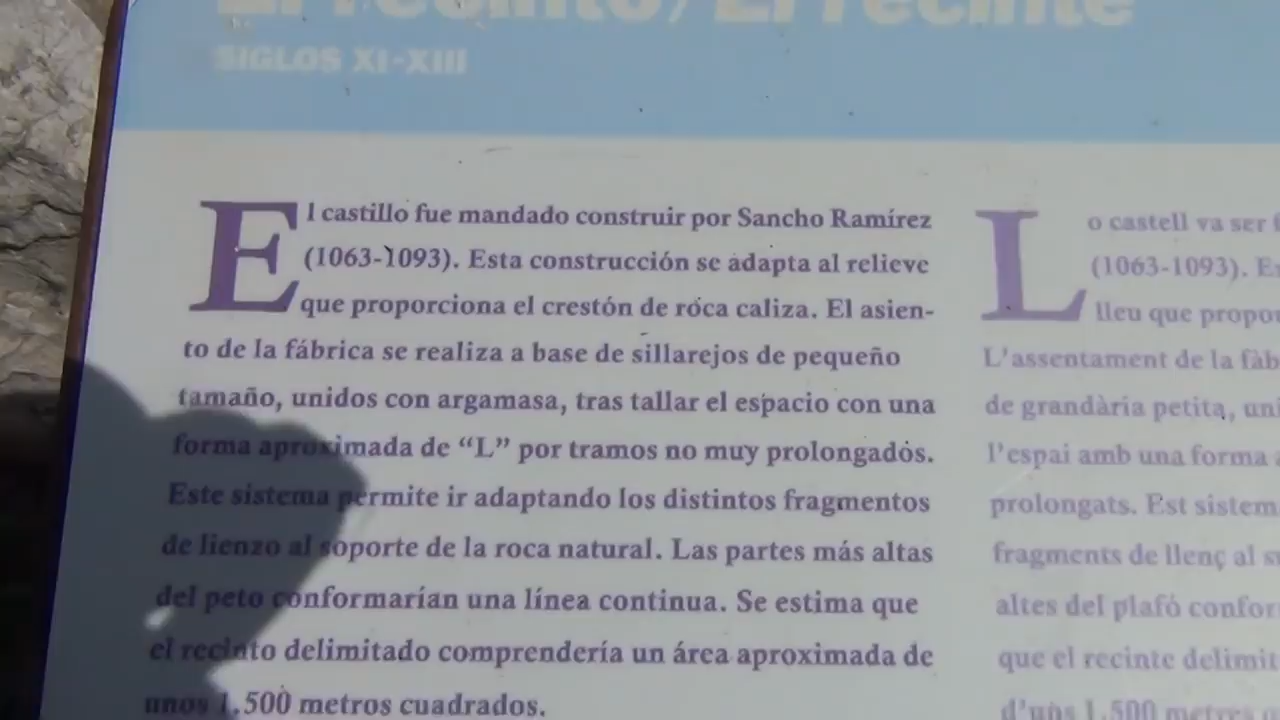 El recinto/El recinte
SIGLOS XI-XIII
El castillo fue mandado construir por Sancho Ramírez
(1063-1093). Esta construcción se adapta al relieve
que proporciona el crestón de roca caliza. El asien-
to de la fábrica se realiza a base de sillarejos de pequeño
tamaño, unidos con argamasa, tras tallar el espacio con una
forma aproximada de “L” por tramos no muy prolongados.
Este sistema permite ir adaptando los distintos fragmentos
de lienzo al soporte de la roca natural. Las partes más altas
del peto conformarían una línea continua. Se estima que
el recinto delimitado comprendería un área aproximada de
unos 1.500 metros cuadrados.
Lo castell va ser
(1063-1093).
lleu que
L'assentament de la
de grandària petita,
l'espai amb una forma
prolongats. Est
fragments de llenç al
altes del plafó
que el recinte
d'uns 1.500 metres